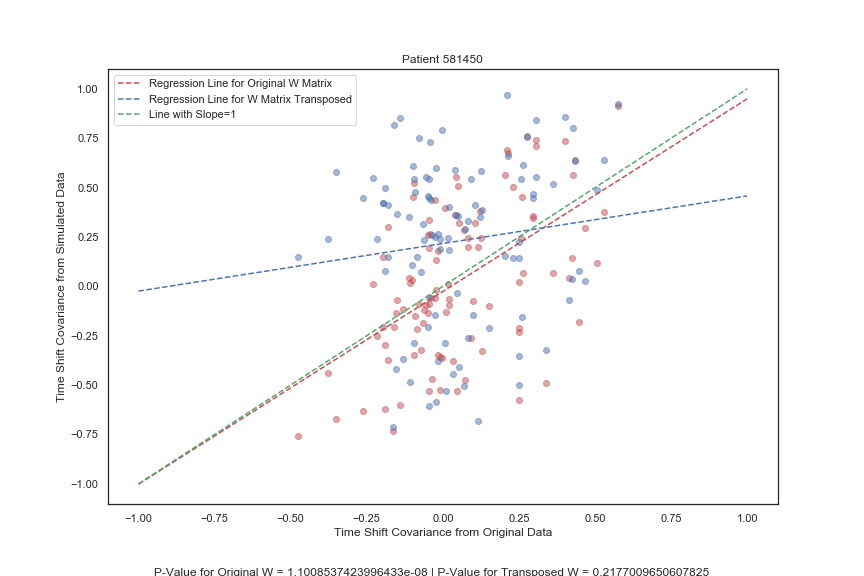 Patient 581450
Regression Line for Original W Matrix
Regression Line for W Matrix Transposed
Line with Slope=1
1.00
0.75
0.50
0.25
0.00
−0.25
−0.50
−0.75
−1.00
Time Shift Covariance from Simulated Data
−1.00 −0.75 −0.50 −0.25 0.00 0.25 0.50 0.75 1.00
Time Shift Covariance from Original Data
P-Value for Original W = 1.1008537423996433e-08 | P-Value for Transposed W = 0.2177009650607825